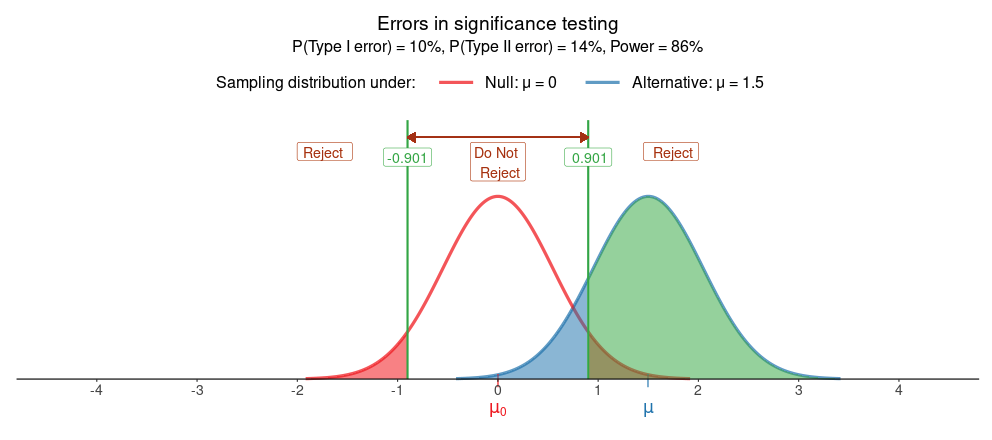 Errors in significance testing
P(Type I error) = 10%, P(Type II error) = 14%, Power = 86%
Sampling distribution under: Null: μ = 0 Alternative: μ = 1.5
Reject -0.901 Do Not Reject 0.901 Reject
-4 -3 -2 -1 0 1 2 3 4
μ₀ μ